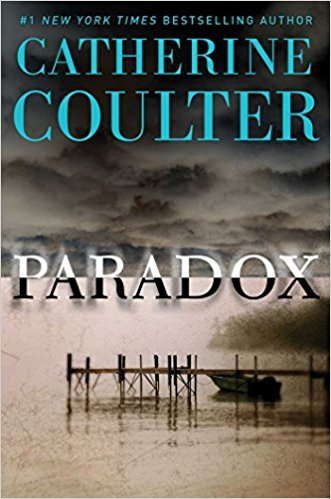 #1 NEW YORK TIMES BESTSELLING AUTHOR
CATHERINE
COULTER
PARADOX